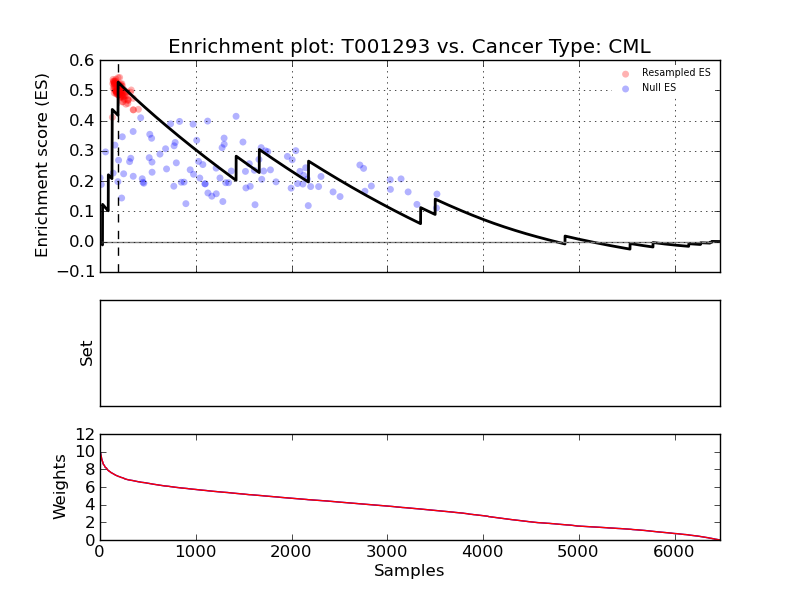 Enrichment plot: T001293 vs. Cancer Type: CML
Enrichment score (ES)
0.6
0.5
0.4
0.3
0.2
0.1
0.0
−0.1
Resampled ES
Null ES
Set
Weights
12
10
8
6
4
2
0
0 1000 2000 3000 4000 5000 6000
Samples